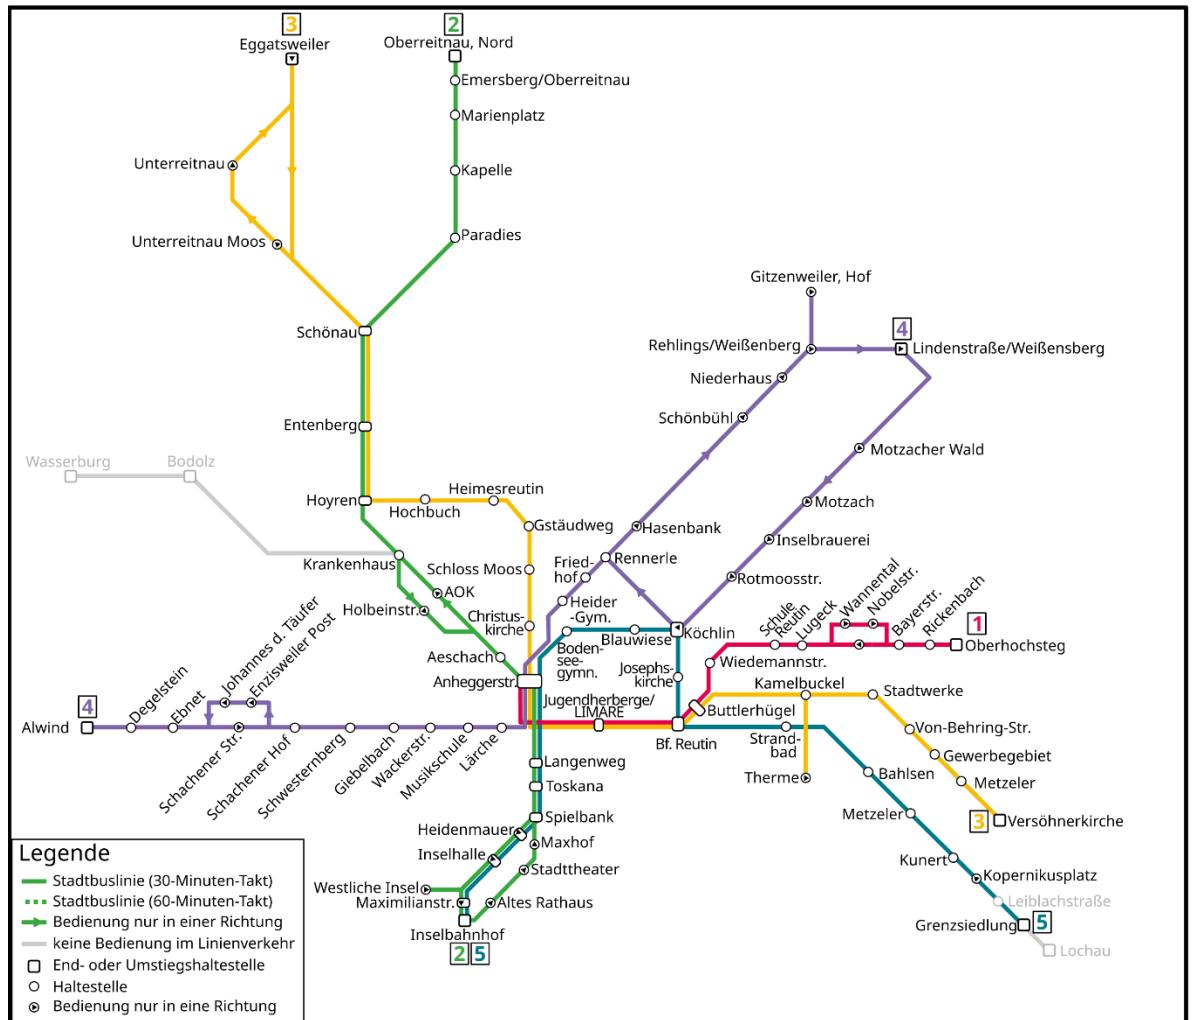 3
2
Eggatsweiler
Oberreitnau, Nord
Emersberg/Oberreitnau
Marienplatz
Unterreitnau
Kapelle
Unterreitnau Moos
Paradies
Gitzenweiler, Hof
Schönau
4
Rehlings/Weißenberg
Lindenstraße/Weißensberg
Niederhaus
Schönbühl
Entenberg
Motzacher Wald
Wasserburg
Bodolz
Heimesreutin
Hoyren
Hochbuch
Motzach
Gstäudweg
Hasenbank
Inselbrauerei
Krankenhaus
Schloss Moos
Fried-
hof
Rennerle
Rotmoosstr.
AOK
Holbeinstr.
Christus-
kirche
Heider
-Gym.
Blauwiese
Köchlin
Schule
Reutin
Lugeck
Wannental
Nobelstr.
Bayerstr.
Rickenbach
1
Oberhochsteg
Aeschach
Boden-
see-
gymn.
Josephs-
kirche
Wiedemannstr.
Anheggerstr.
Jugendherberge/
LIMARE
Kamelbuckel
Stadtwerke
Buttlerhügel
4
Alwind
Degelstein
Ebnet
Johannes d. Täufer
Enzisweiler Post
Schachener Str.
Schachener Hof
Schwesternberg
Giebelbach
Wackerstr.
Musikschule
Lärche
Bf. Reutin
Strand-
bad
Von-Behring-Str.
Gewerbegebiet
Langenweg
Therme
Bahlsen
Metzeler
Toskana
Metzeler
3
Versöhnerkirche
Spielbank
Heidenmauer
Maxhof
Inselhalle
Stadttheater
Kunert
Kopernikusplatz
Westliche Insel
Maximilianstr.
Altes Rathaus
Leiblachstraße
Inselbahnhof
Grenzsiedlung
5
2
5
Lochau
Legende
Stadtbuslinie (30-Minuten-Takt)
Stadtbuslinie (60-Minuten-Takt)
Bedienung nur in einer Richtung
keine Bedienung im Linienverkehr
End- oder Umstiegshaltestelle
Haltestelle
Bedienung nur in eine Richtung